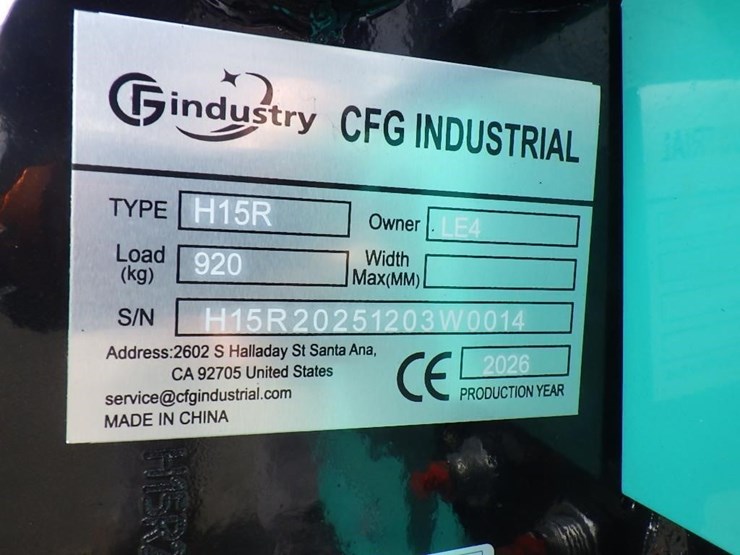 CFindustry CFG INDUSTRIAL
TYPE H15R Owner LE4
Load (kg) 920 Width Max(MM)
S/N H15R20251203W0014
Address:2602 S Halladay St Santa Ana,
CA 92705 United States
service@cfgindustrial.com
MADE IN CHINA
CE 2026
PRODUCTION YEAR